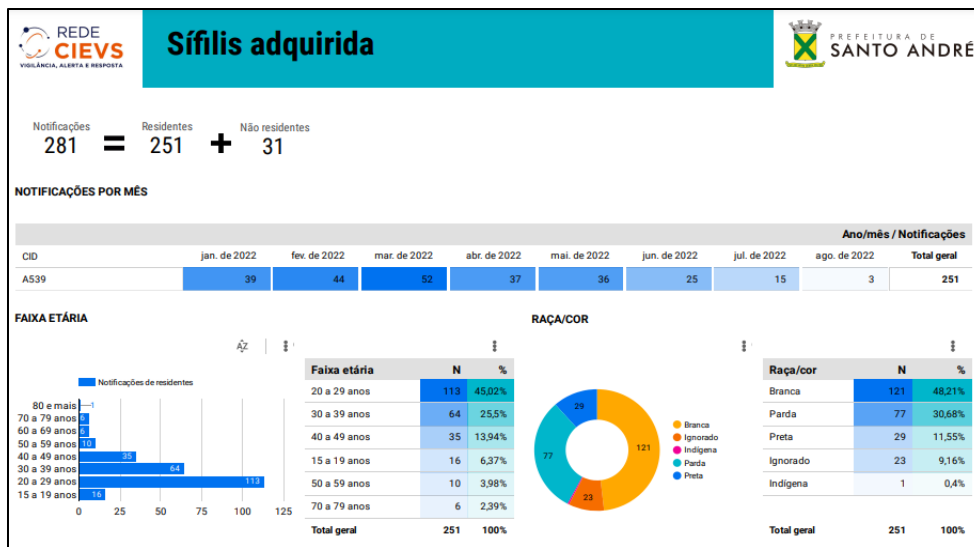 REDE
CIEVS
VIGILÂNCIA, ALERTA E RESPOSTA
Sífilis adquirida
PREFEITURA DE
SANTO ANDRÉ
Notificações Residentes Não residentes
281 = 251 + 31
NOTIFICAÇÕES POR MÊS
Ano/mês / Notificações
CID jan. de 2022 fev. de 2022 mar. de 2022 abr. de 2022 mai. de 2022 jun. de 2022 jul. de 2022 ago. de 2022 Total geral
A539 39 44 52 37 36 25 15 3 251
FAIXA ETÁRIA
Notificações de residentes
80 e mais 1
70 a 79 anos 6
60 a 69 anos 6
50 a 59 anos 10
40 a 49 anos 35
30 a 39 anos 64
20 a 29 anos 113
15 a 19 anos 16
0 25 50 75 100 125
Faixa etária N %
20 a 29 anos 113 45,02%
30 a 39 anos 64 25,5%
40 a 49 anos 35 13,94%
15 a 19 anos 16 6,37%
50 a 59 anos 10 3,98%
70 a 79 anos 6 2,39%
Total geral 251 100%
RAÇA/COR
29
121
77
23
Branca
Ignorado
Indígena
Parda
Preta
Raça/cor N %
Branca 121 48,21%
Parda 77 30,68%
Preta 29 11,55%
Ignorado 23 9,16%
Indígena 1 0,4%
Total geral 251 100%